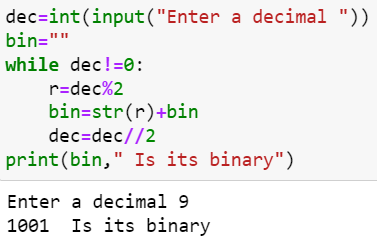 dec=int(input("Enter a decimal "))
bin=""
while dec!=0:
    r=dec%2
    bin=str(r)+bin
    dec=dec//2
print(bin," Is its binary")
Enter a decimal 9
1001  Is its binary